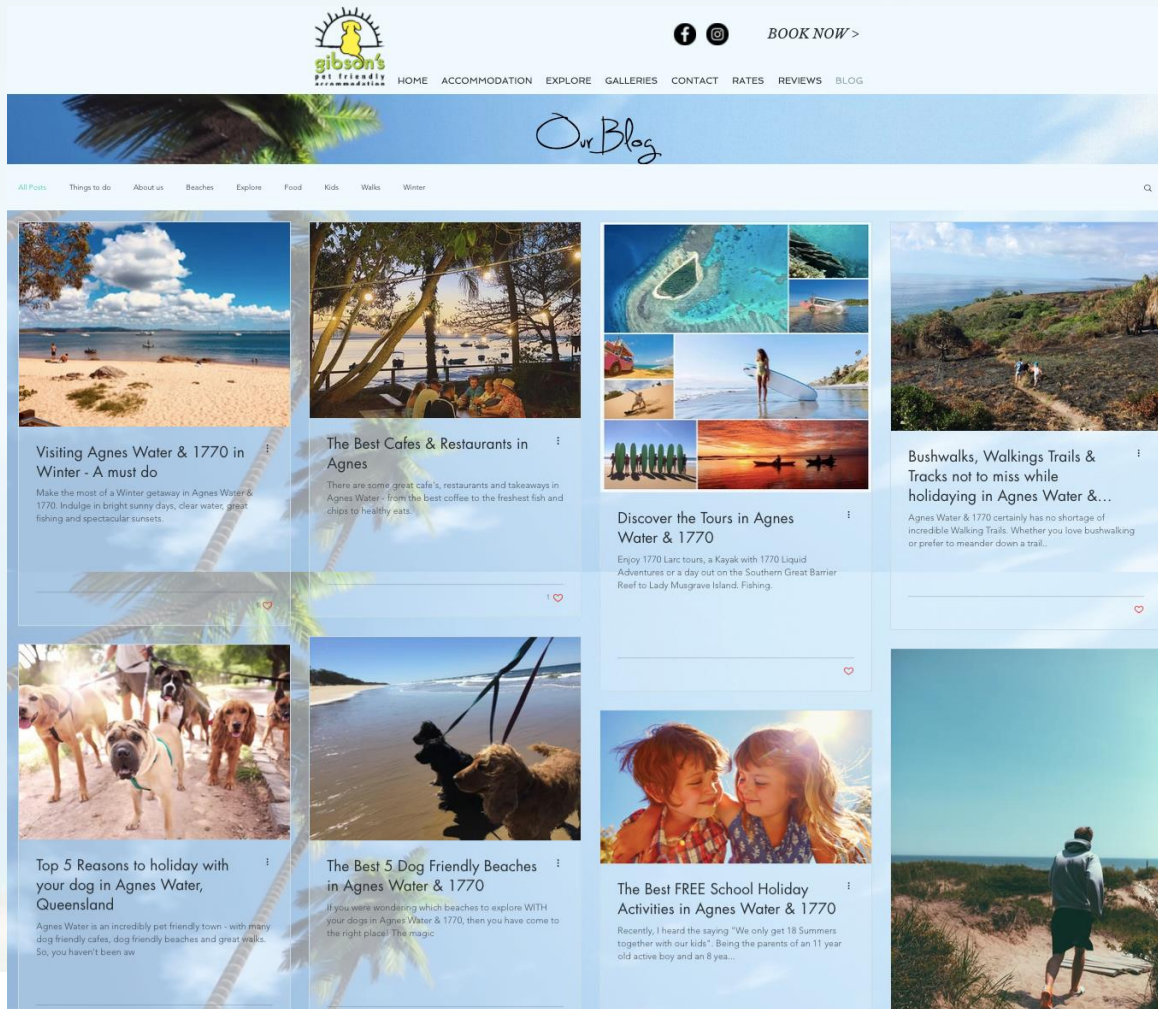 gibson's
pet friendly
accommodation
BOOK NOW >
HOME ACCOMMODATION EXPLORE GALLERIES CONTACT RATES REVIEWS BLOG
Our Blog
All Posts Things to do About us Beaches Explore Food Kids Walks Winter
Visiting Agnes Water & 1770 in
Winter - A must do
Make the most of a Winter getaway in Agnes Water &
1770. Indulge in bright sunny days, clear water, great
fishing and spectacular sunsets.
The Best Cafes & Restaurants in
Agnes
There are some great cafe's, restaurants and takeaways in
Agnes Water - from the best coffee to the freshest fish and
chips to healthy eats.
1
Discover the Tours in Agnes
Water & 1770
Enjoy 1770 Larc tours, a Kayak with 1770 Liquid
Adventures or a day out on the Southern Great Barrier
Reef to Lady Musgrave Island. Fishing.
Bushwalks, Walkings Trails &
Tracks not to miss while
holidaying in Agnes Water &...
Agnes Water & 1770 certainly has no shortage of
incredible Walking Trails. Whether you love bushwalking
or prefer to meander down a trail..
Top 5 Reasons to holiday with
your dog in Agnes Water,
Queensland
Agnes Water is an incredibly pet friendly town - with many
dog friendly cafes, dog friendly beaches and great walks.
So, you haven't been aw
The Best 5 Dog Friendly Beaches
in Agnes Water & 1770
If you were wondering which beaches to explore WITH
your dogs in Agnes Water & 1770, then you have come to
the right place! The magic
The Best FREE School Holiday
Activities in Agnes Water & 1770
Recently, I heard the saying "We only get 18 Summers
together with our kids". Being the parents of an 11 year
old active boy and an 8 yea...